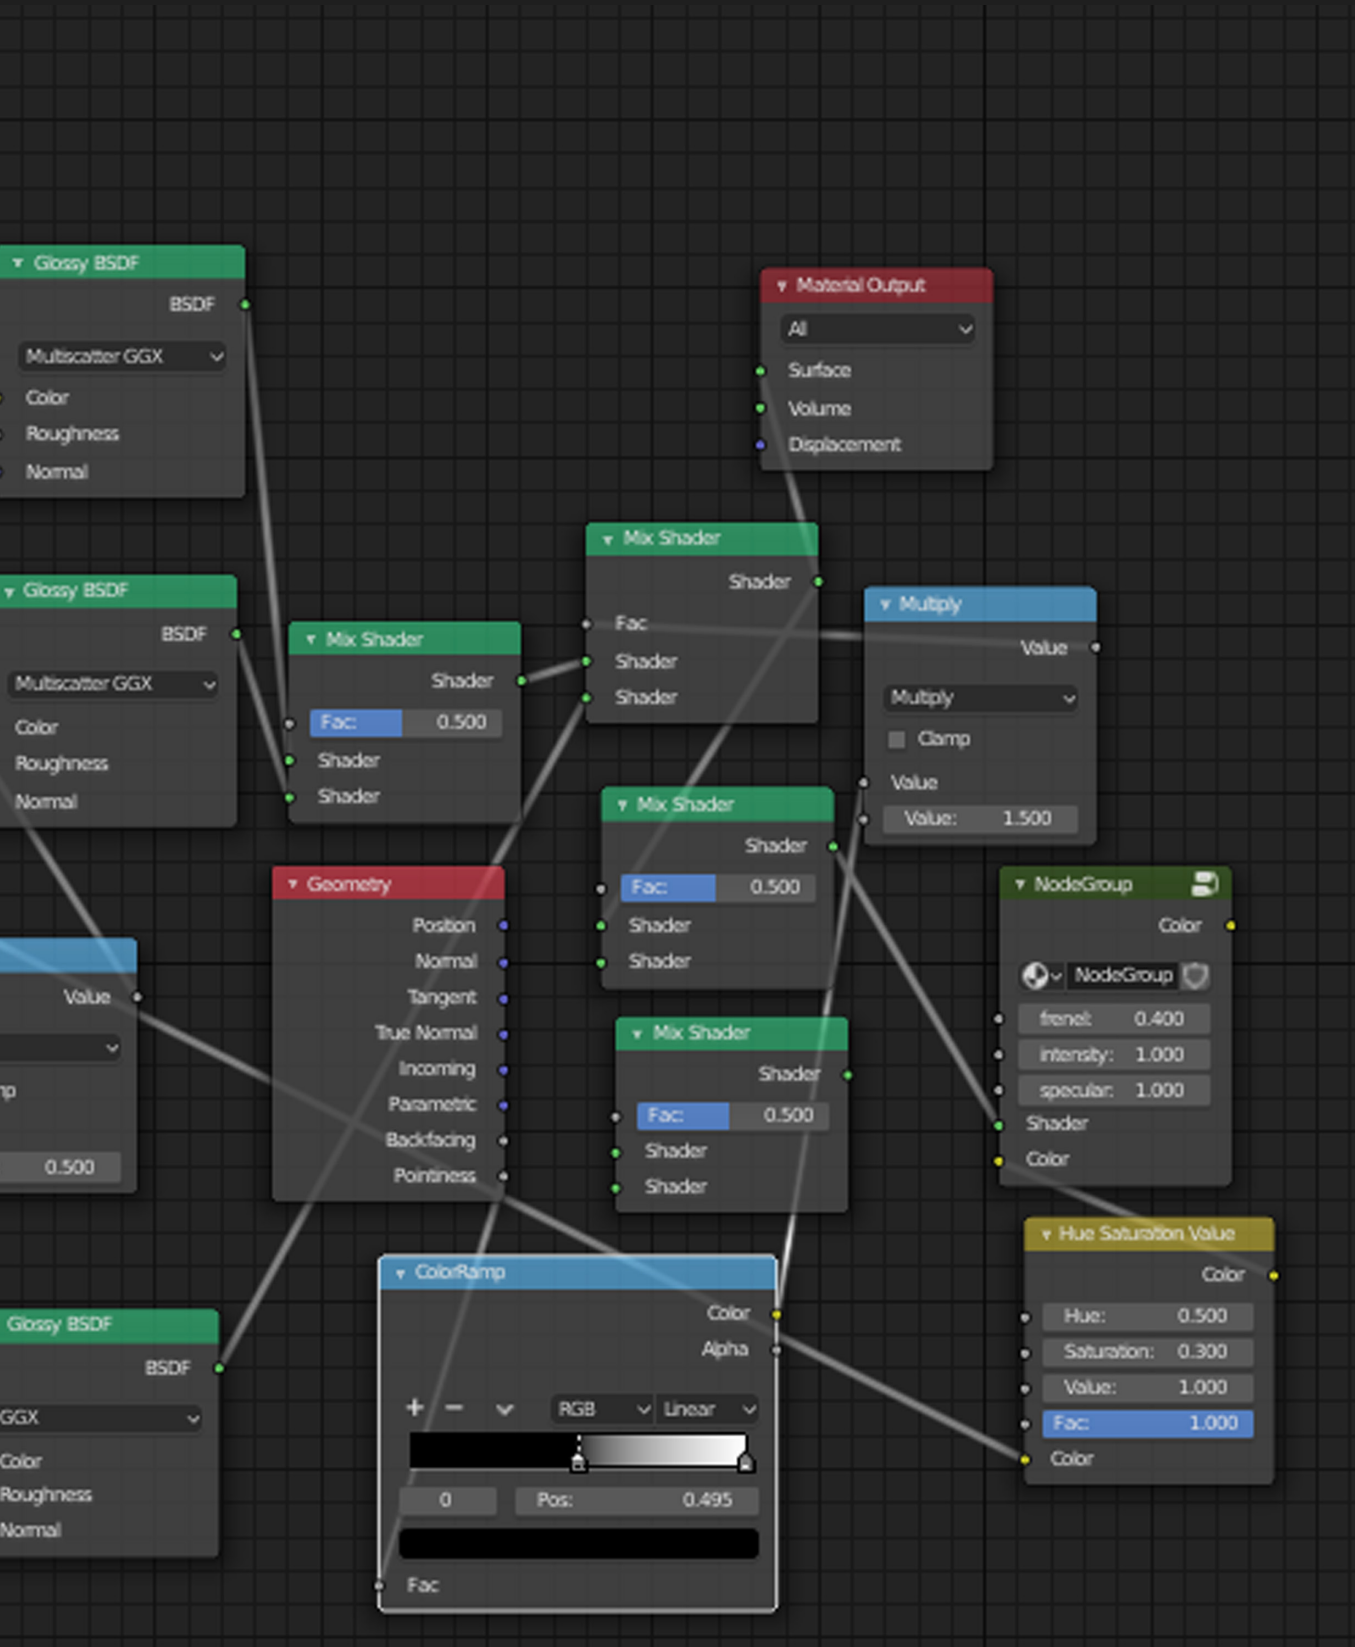 Glossy BSDF
BSDF
Multiscatter GGX
Color
Roughness
Normal
Material Output
All
Surface
Volume
Displacement
Glossy BSDF
BSDF
Multiscatter GGX
Color
Roughness
Normal
Mix Shader
Shader
Fac: 0.500
Shader
Shader
Mix Shader
Shader
Fac
Shader
Shader
Multiply
Value
Multiply
Clamp
Value
Value: 1.500
Mix Shader
Shader
Fac: 0.500
Shader
Shader
Geometry
Position
Normal
Tangent
True Normal
Incoming
Parametric
Backfacing
Pointiness
Value
mp
0.500
NodeGroup
Color
NodeGroup
frenel: 0.400
intensity: 1.000
specular: 1.000
Shader
Color
Mix Shader
Shader
Fac: 0.500
Shader
Shader
Hue Saturation Value
Color
Hue: 0.500
Saturation: 0.300
Value: 1.000
Fac: 1.000
Color
ColorRamp
Color
Alpha
+ −
RGB
Linear
0
Pos: 0.495
Fac
Glossy BSDF
BSDF
GGX
Color
Roughness
Normal